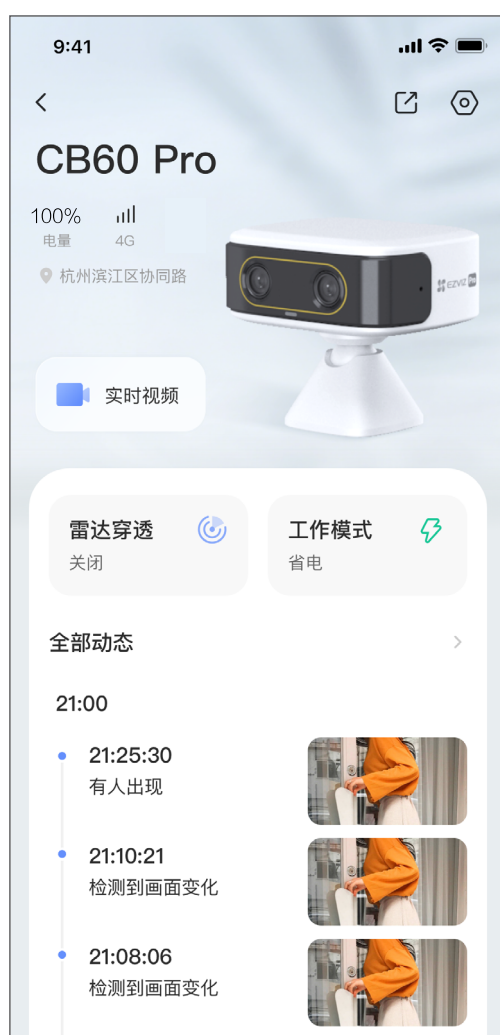 9:41
CB60 Pro
100%
电量
4G
杭州滨江区协同路
EZVIZ
实时视频
雷达穿透
关闭
工作模式
省电
全部动态
21:00
21:25:30
有人出现
21:10:21
检测到画面变化
21:08:06
检测到画面变化